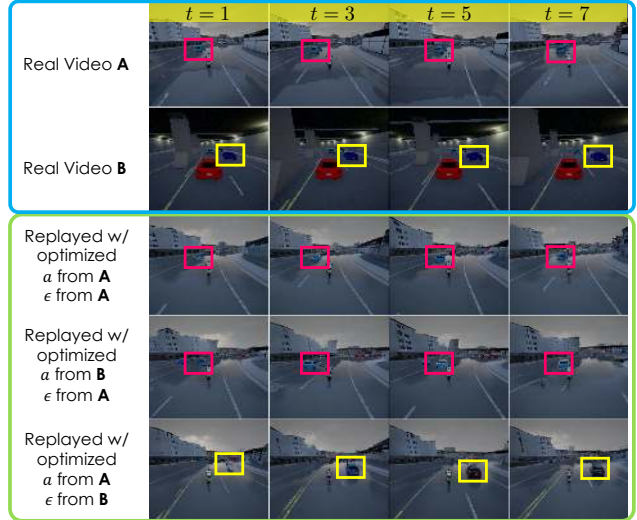 t = 1 t = 3 t = 5 t = 7
Real Video A
Real Video B
Replayed w/
optimized
a from A
ϵ from A
Replayed w/
optimized
a from B
ϵ from A
Replayed w/
optimized
a from A
ϵ from B